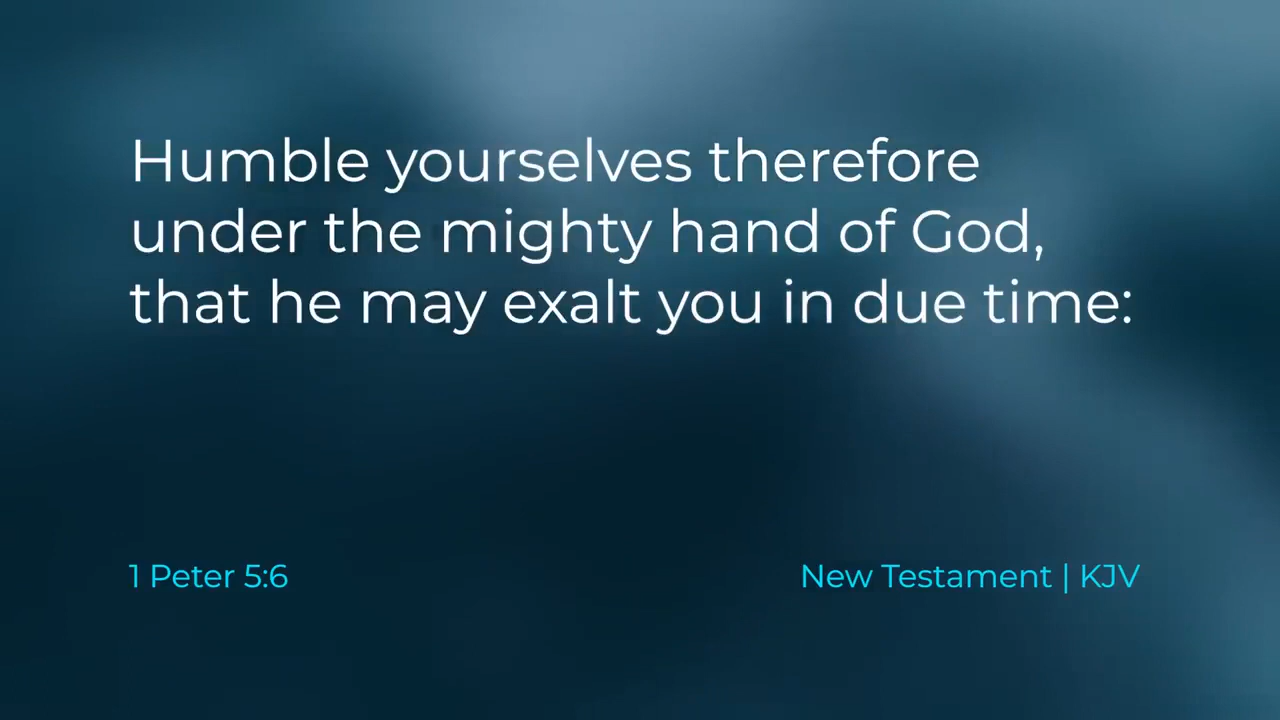 Humble yourselves therefore
under the mighty hand of God,
that he may exalt you in due time:
1 Peter 5:6
New Testament | KJV